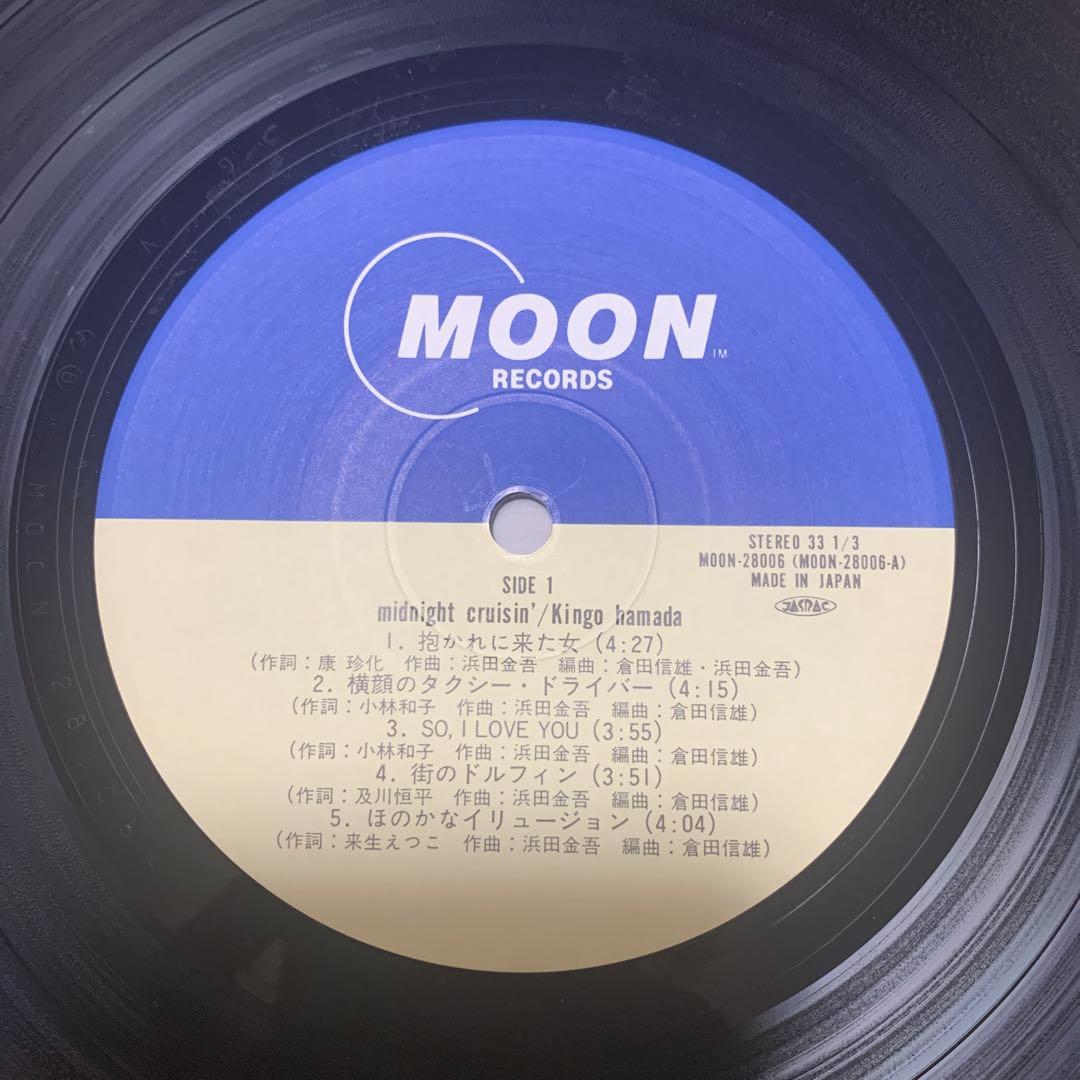 MOON TM
RECORDS
STEREO 33 1/3
MOON-28006 (MOON-28006-A)
MADE IN JAPAN
JASRAC
SIDE 1
midnight cruisin'/Kingo hamada
1. 抱かれに来た女 (4:27)
(作詞：康 珍化 作曲：浜田金吾 編曲：倉田信雄・浜田金吾)
2. 横顔のタクシー・ドライバー (4:15)
(作詞：小林和子 作曲：浜田金吾 編曲：倉田信雄)
3. SO, I LOVE YOU (3:55)
(作詞：小林和子 作曲：浜田金吾 編曲：倉田信雄)
4. 街のドルフィン (3:51)
(作詞：及川恒平 作曲：浜田金吾 編曲：倉田信雄)
5. ほのかなイリュージョン (4:04)
(作詞：来生えつこ 作曲：浜田金吾 編曲：倉田信雄)